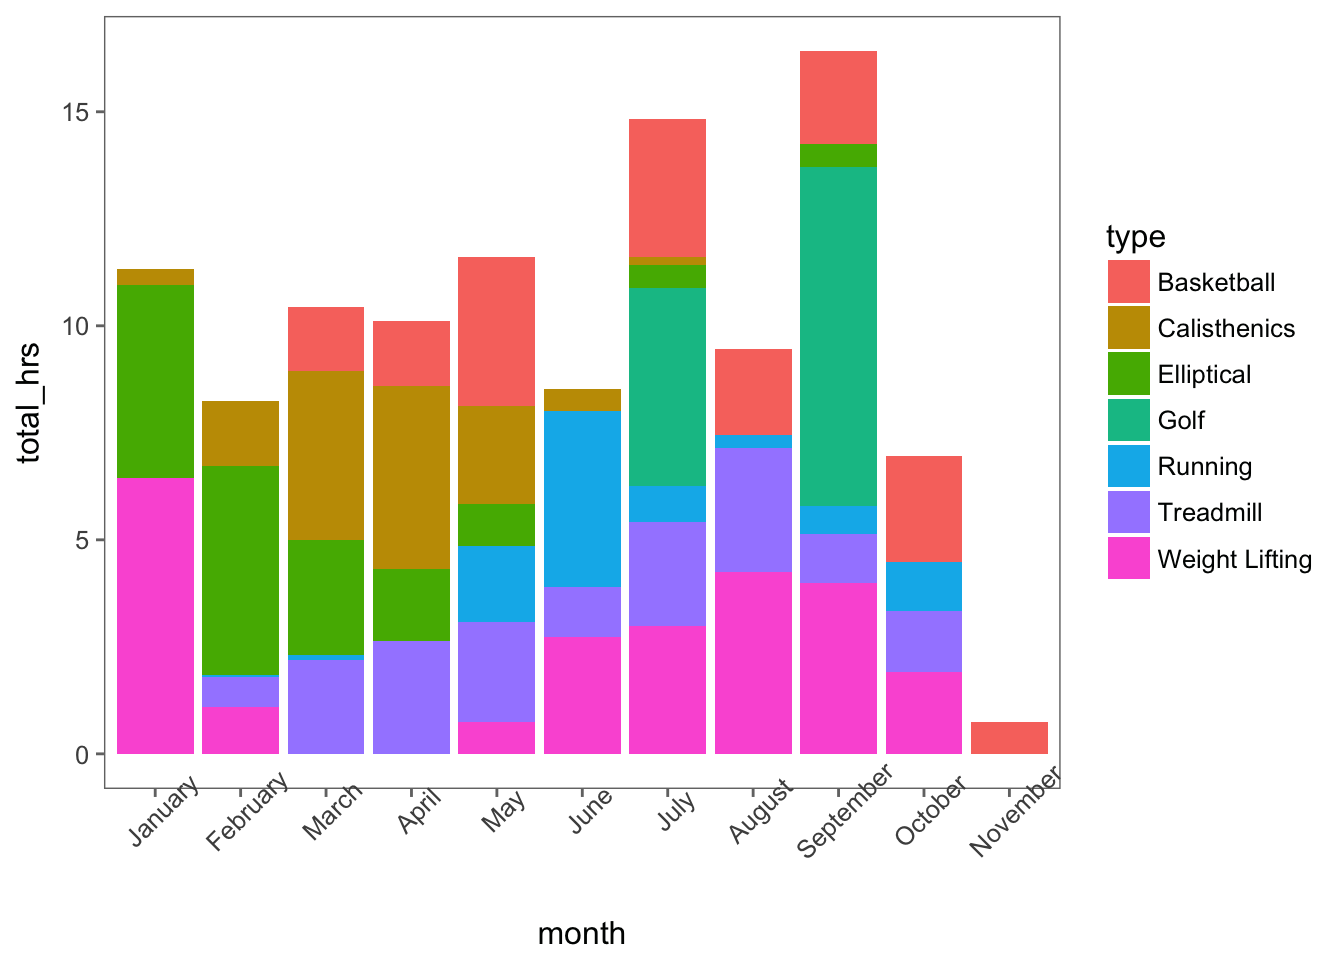 15
10
5
0
total_hrs
January
February
March
April
May
June
July
August
September
October
November
month
type
Basketball
Calisthenics
Elliptical
Golf
Running
Treadmill
Weight Lifting